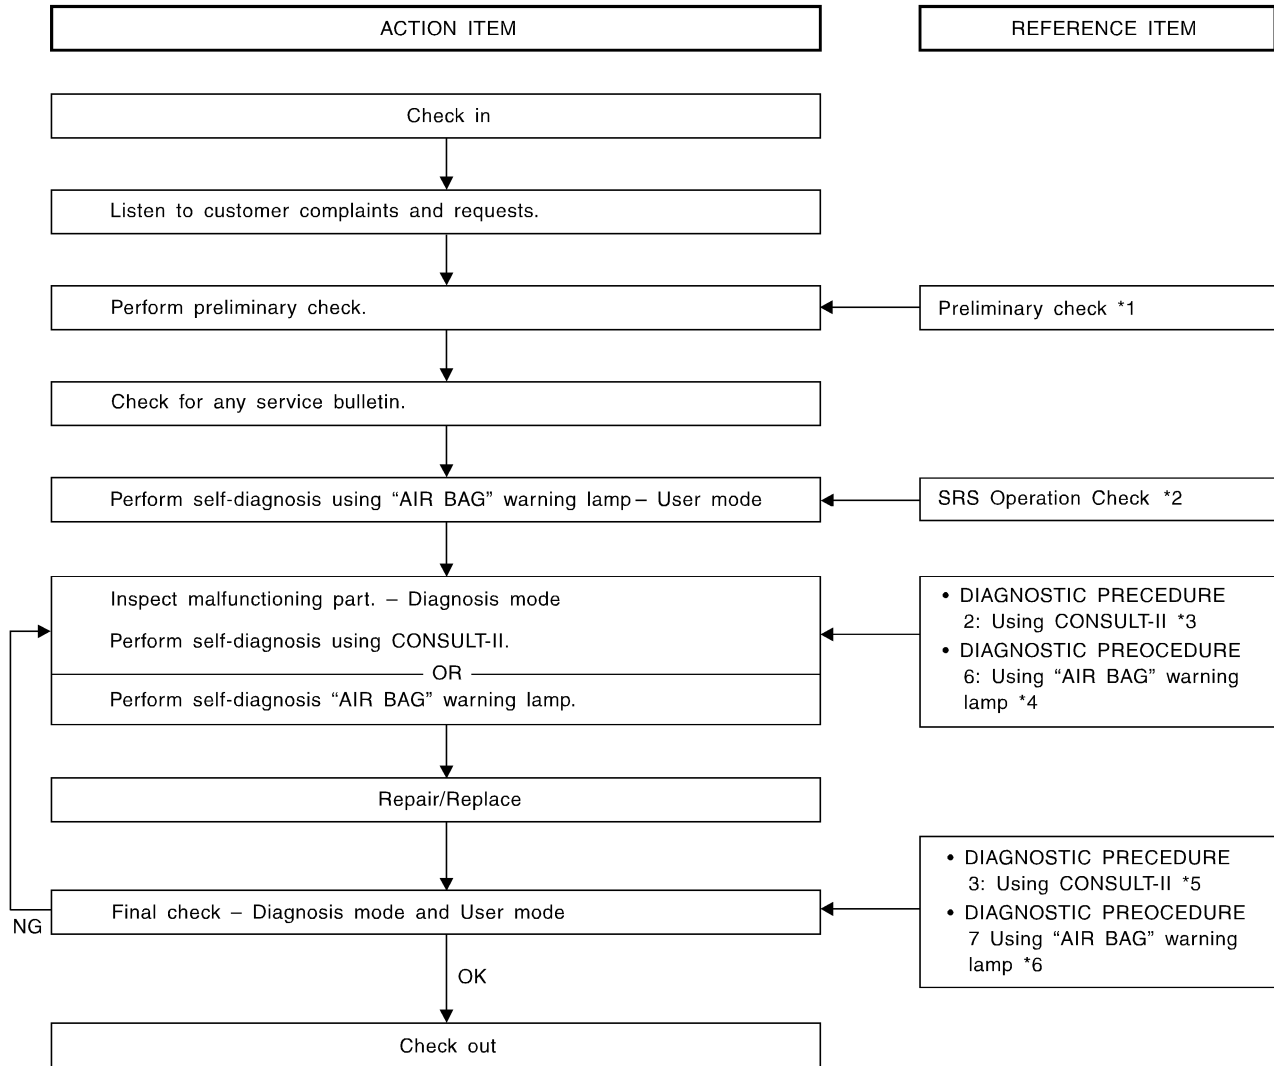 ACTION ITEM
REFERENCE ITEM
Check in
Listen to customer complaints and requests.
Perform preliminary check.
Preliminary check *1
Check for any service bulletin.
Perform self-diagnosis using “AIR BAG” warning lamp – User mode
SRS Operation Check *2
Inspect malfunctioning part. – Diagnosis mode
Perform self-diagnosis using CONSULT-II.
OR
Perform self-diagnosis “AIR BAG” warning lamp.
• DIAGNOSTIC PRECEDURE
2: Using CONSULT-II *3
• DIAGNOSTIC PREOCEDURE
6: Using “AIR BAG” warning
lamp *4
Repair/Replace
Final check – Diagnosis mode and User mode
NG
• DIAGNOSTIC PRECEDURE
3: Using CONSULT-II *5
• DIAGNOSTIC PREOCEDURE
7 Using “AIR BAG” warning
lamp *6
OK
Check out